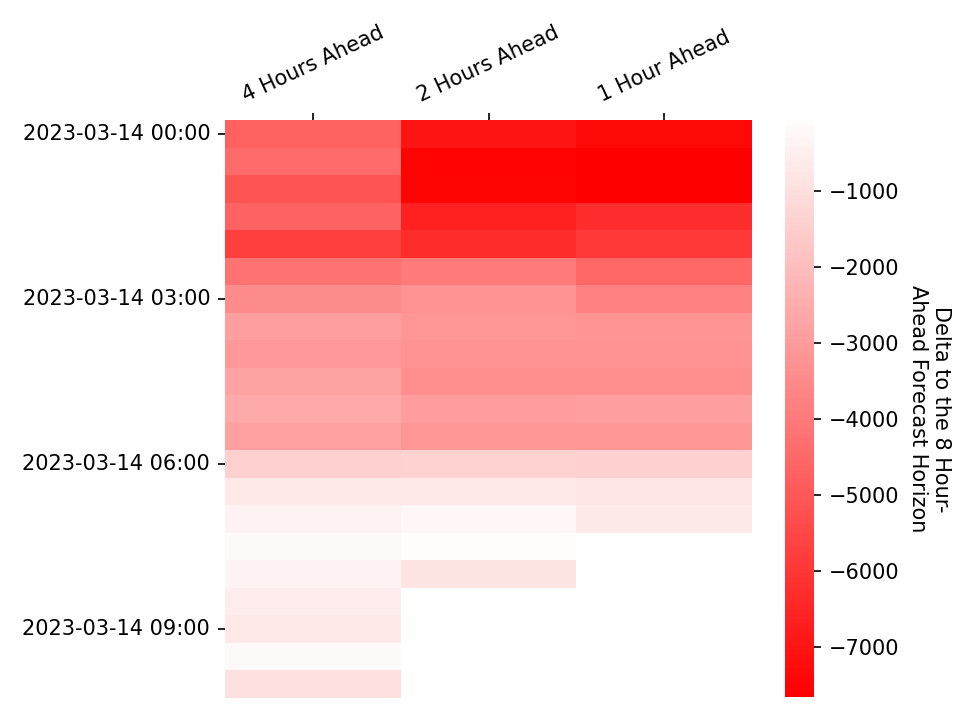 4 Hours Ahead
2 Hours Ahead
1 Hour Ahead
2023-03-14 00:00
2023-03-14 03:00
2023-03-14 06:00
2023-03-14 09:00
−1000
−2000
−3000
−4000
−5000
−6000
−7000
Delta to the 8 Hour-
Ahead Forecast Horizon